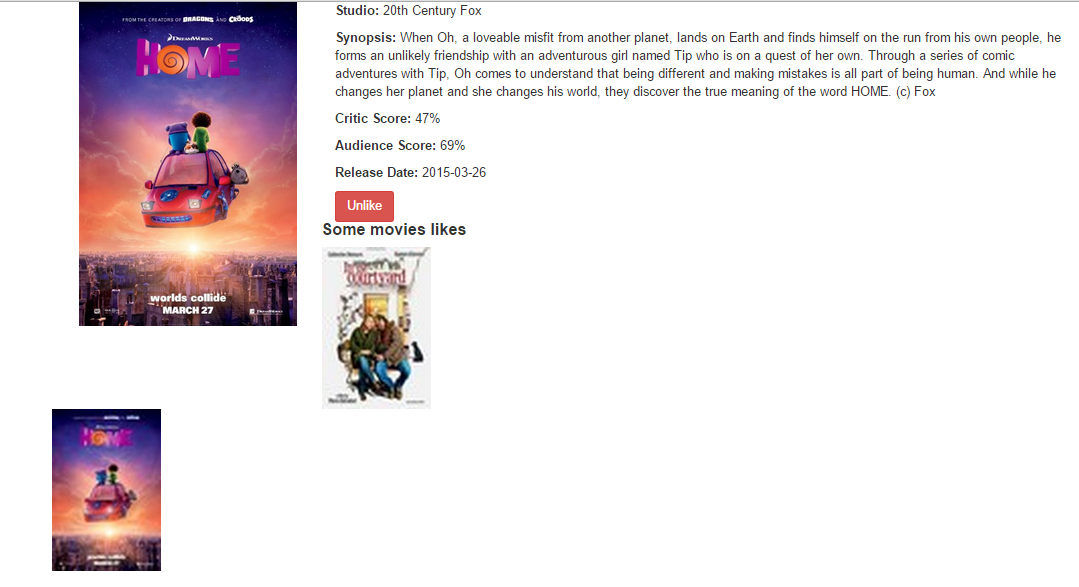 FROM THE CREATORS OF DRAGONS AND THE CROODS
DREAMWORKS
HOME
worlds collide
MARCH 27
Studio: 20th Century Fox
Synopsis: When Oh, a loveable misfit from another planet, lands on Earth and finds himself on the run from his own people, he
forms an unlikely friendship with an adventurous girl named Tip who is on a quest of her own. Through a series of comic
adventures with Tip, Oh comes to understand that being different and making mistakes is all part of being human. And while he
changes her planet and she changes his world, they discover the true meaning of the word HOME. (c) Fox
Critic Score: 47%
Audience Score: 69%
Release Date: 2015-03-26
Unlike
Some movies likes
Courtyard
HOME
worlds collide
MARCH 27